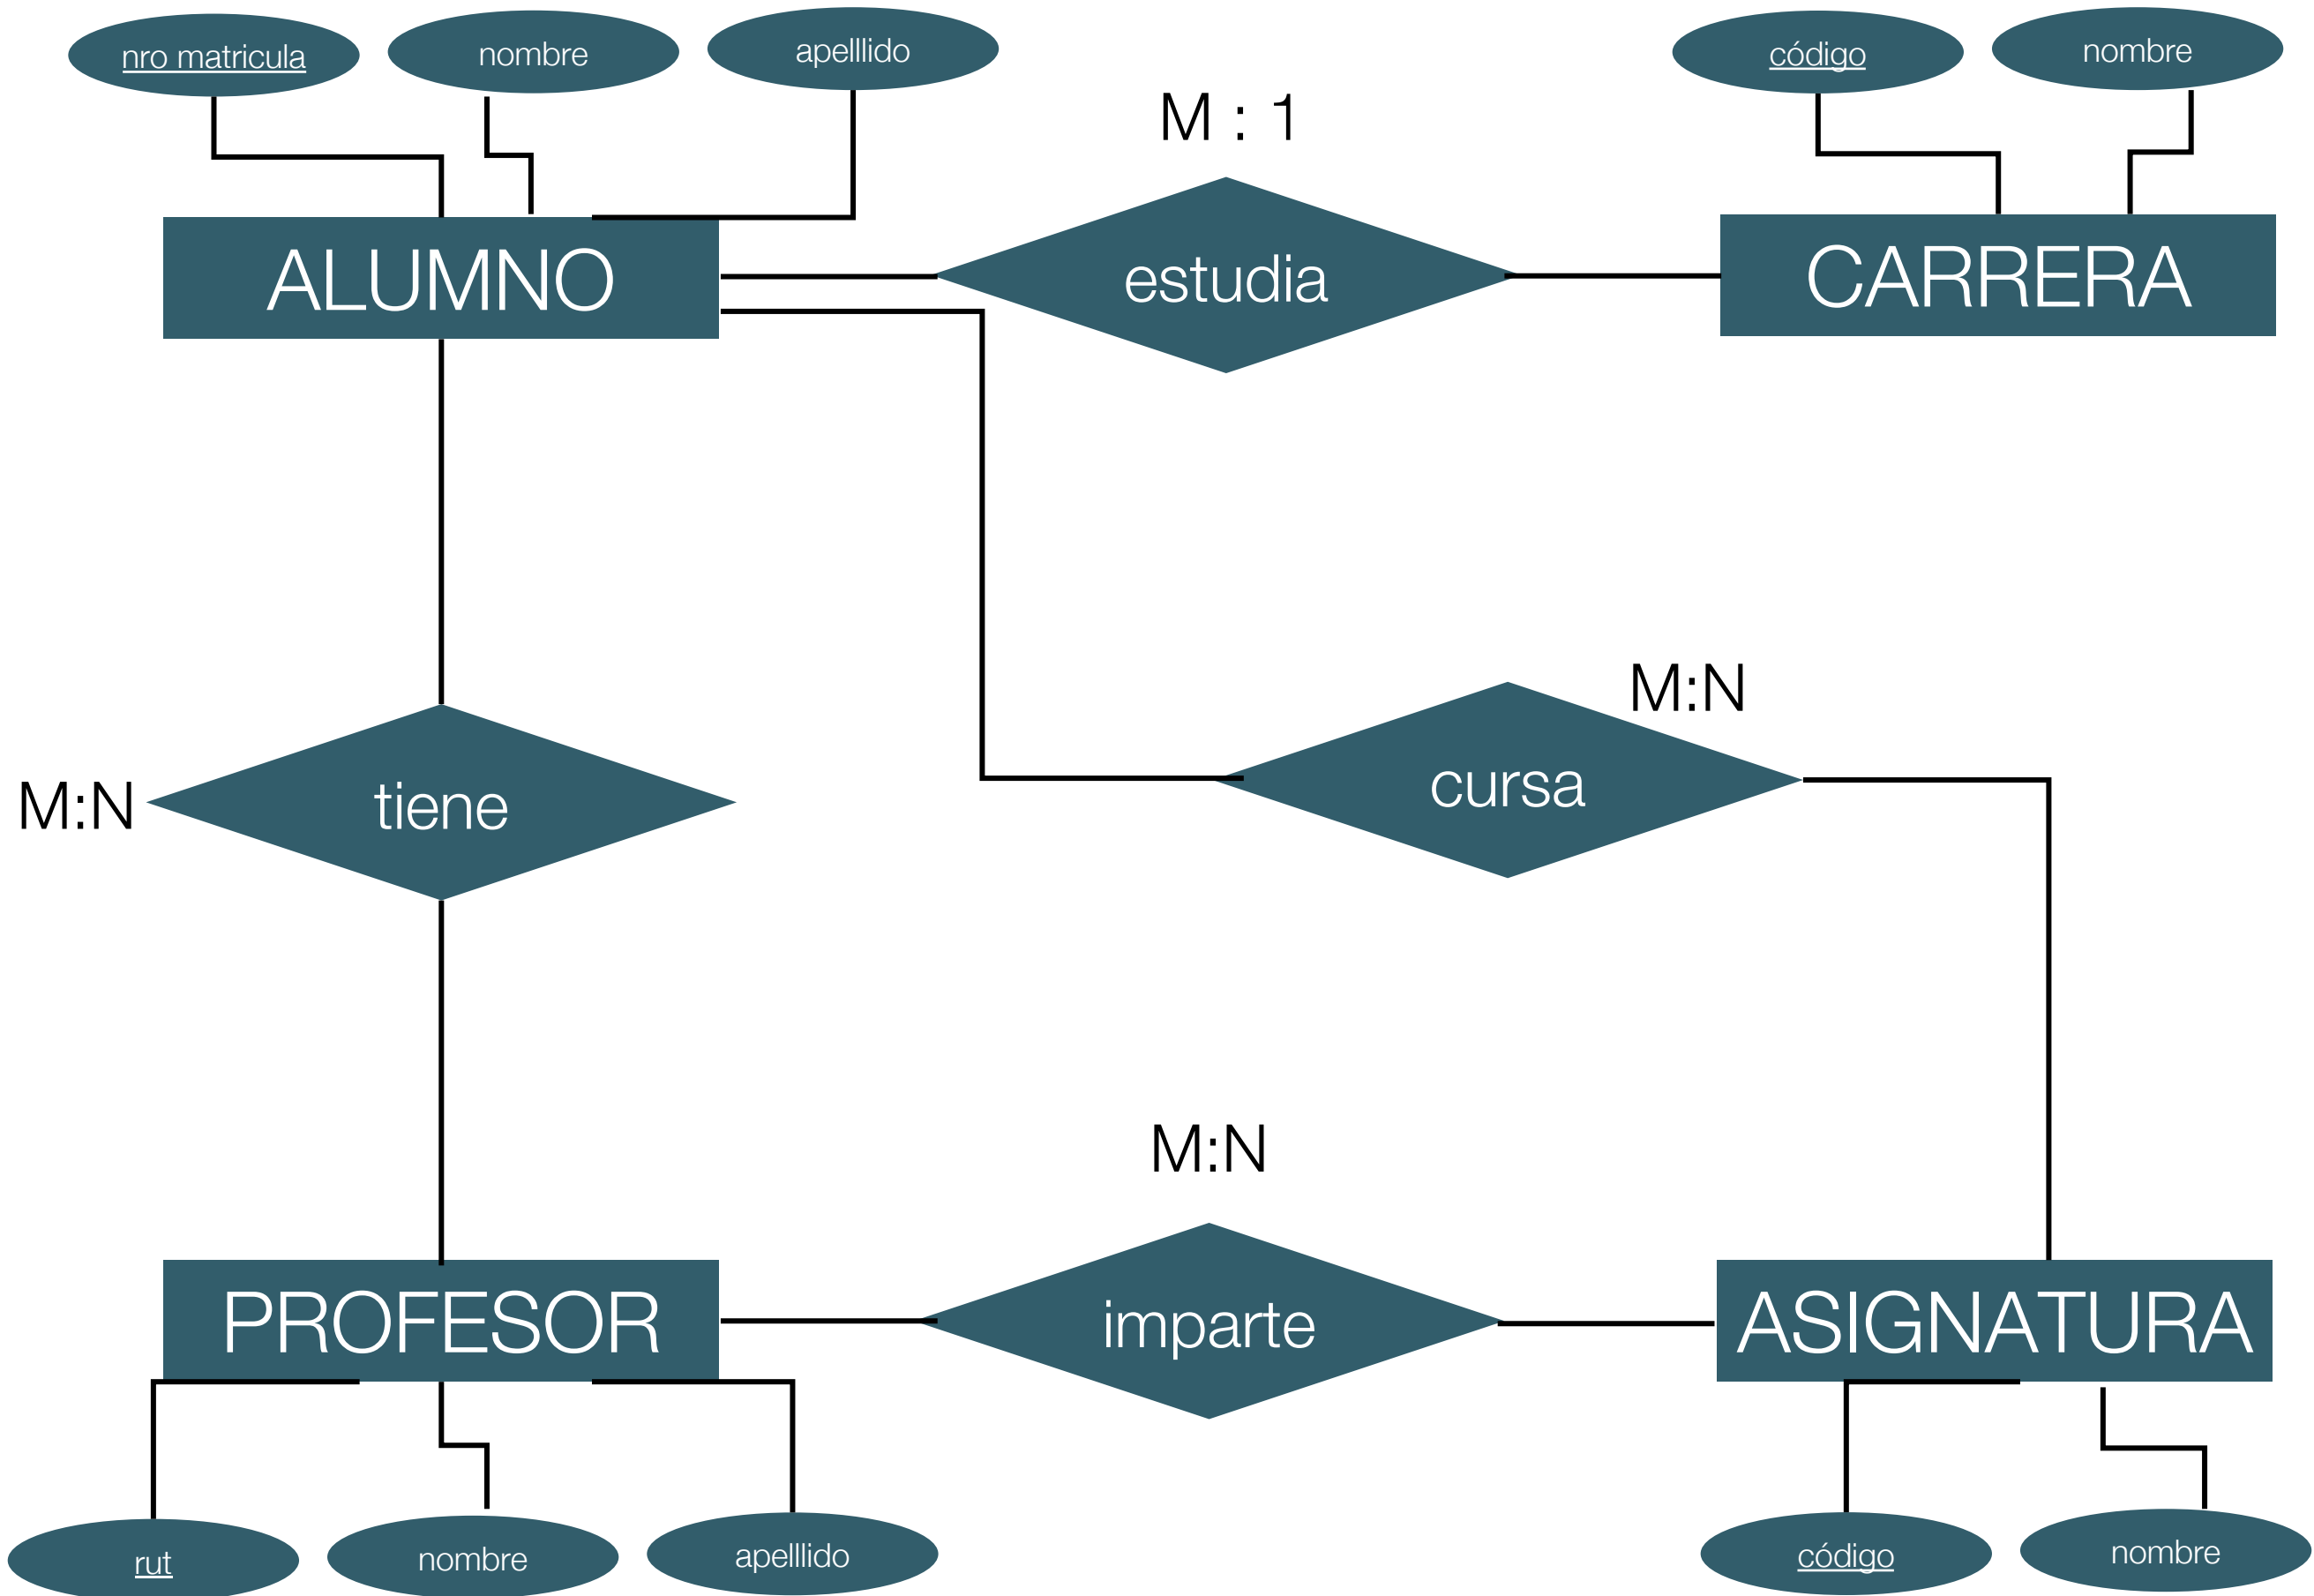 nro matricula
nombre
apelllido
código
nombre
M : 1
ALUMNO
estudia
CARRERA
M:N
cursa
M:N
tiene
M:N
PROFESOR
imparte
ASIGNATURA
rut
nombre
apelllido
código
nombre